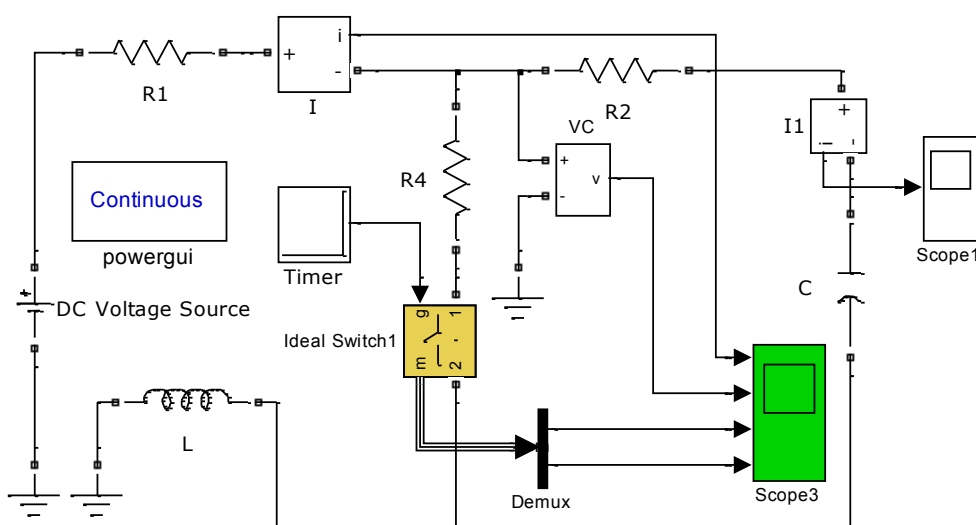 i
+
-
R1
I
R2
+
I1
i
-
VC
+
v
-
R4
Continuous
powergui
Timer
Scope1
+
DC Voltage Source
C
Ideal Switch1
g
1
m
2
L
Demux
Scope3